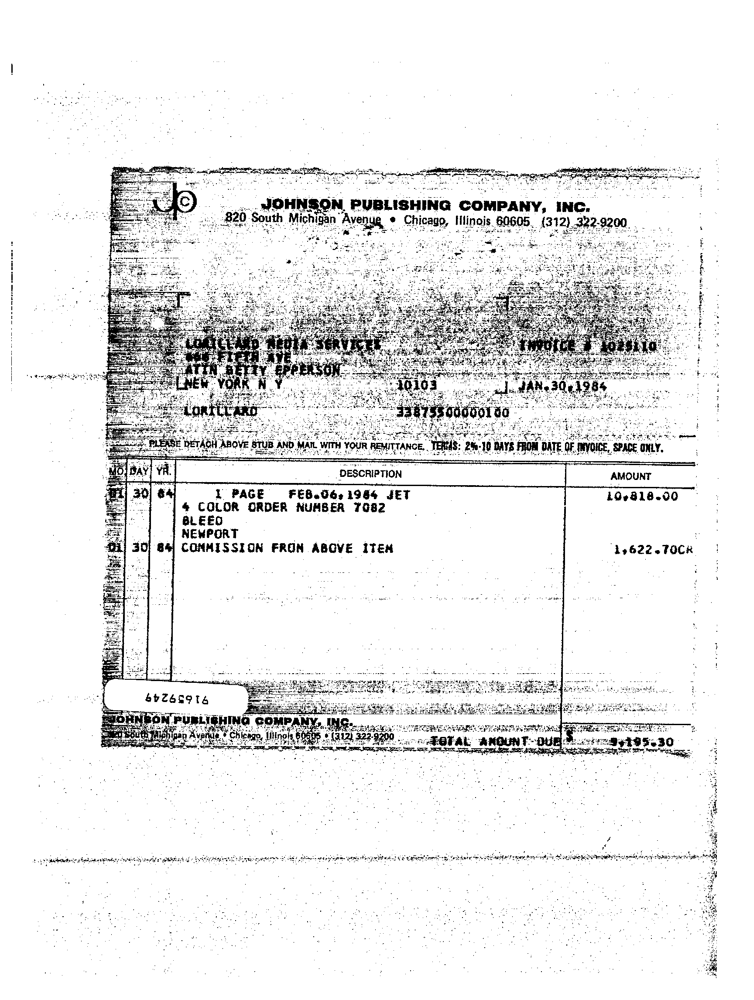 JOHNSON PUBLISHING COMPANY, INC.
820 South Michigan Avenue • Chicago, Illinois 60605 (312) 322-9200
LORILLARD MEDIA SERVICES INVOICE #
FIFTH AVE
ATTN BETTY EPPERSON
NEW YORK N Y 10103 JAN.30,1984
LORILLARD 33875500000100
PLEASE DETACH ABOVE STUB AND MAIL WITH YOUR REMITTANCE. TERMS: 2%-10 DAYS FROM DATE OF INVOICE, SPACE ONLY.
MO. DAY YR. DESCRIPTION AMOUNT
01 30 84 1 PAGE FEB.06,1984 JET 10,818.00
4 COLOR ORDER NUMBER 7082
BLEED
NEWPORT
01 30 84 COMMISSION FROM ABOVE ITEM 1,622.70CR
91659249
JOHNSON PUBLISHING COMPANY, INC.
820 South Michigan Avenue • Chicago, Illinois 60605 • (312) 322-9200 TOTAL AMOUNT DUE $ 9,195.30